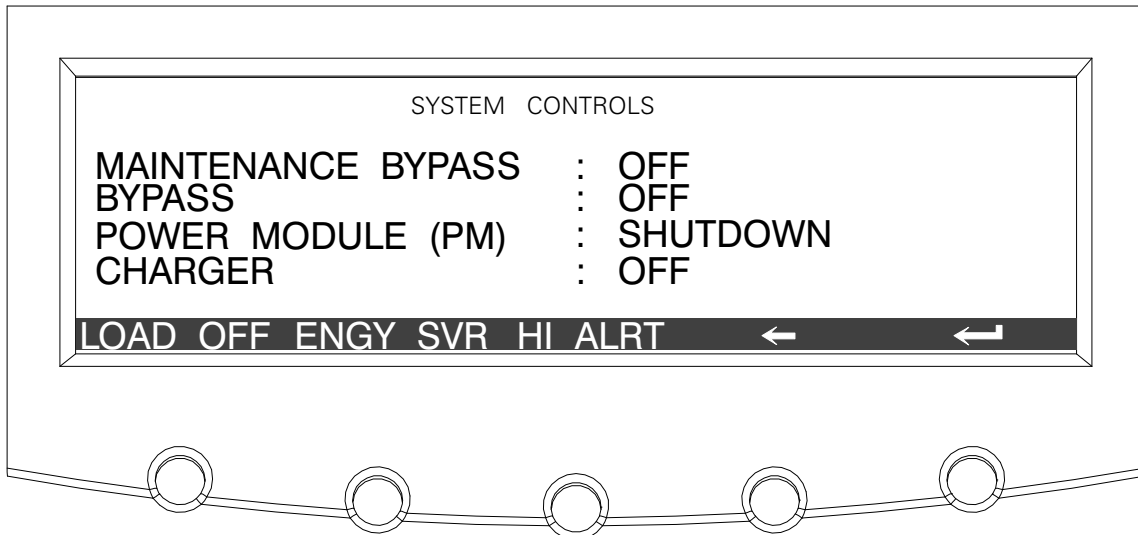 SYSTEM CONTROLS
MAINTENANCE BYPASS : OFF
BYPASS : OFF
POWER MODULE (PM) : SHUTDOWN
CHARGER : OFF
LOAD OFF ENGY SVR HI ALRT ← ↵